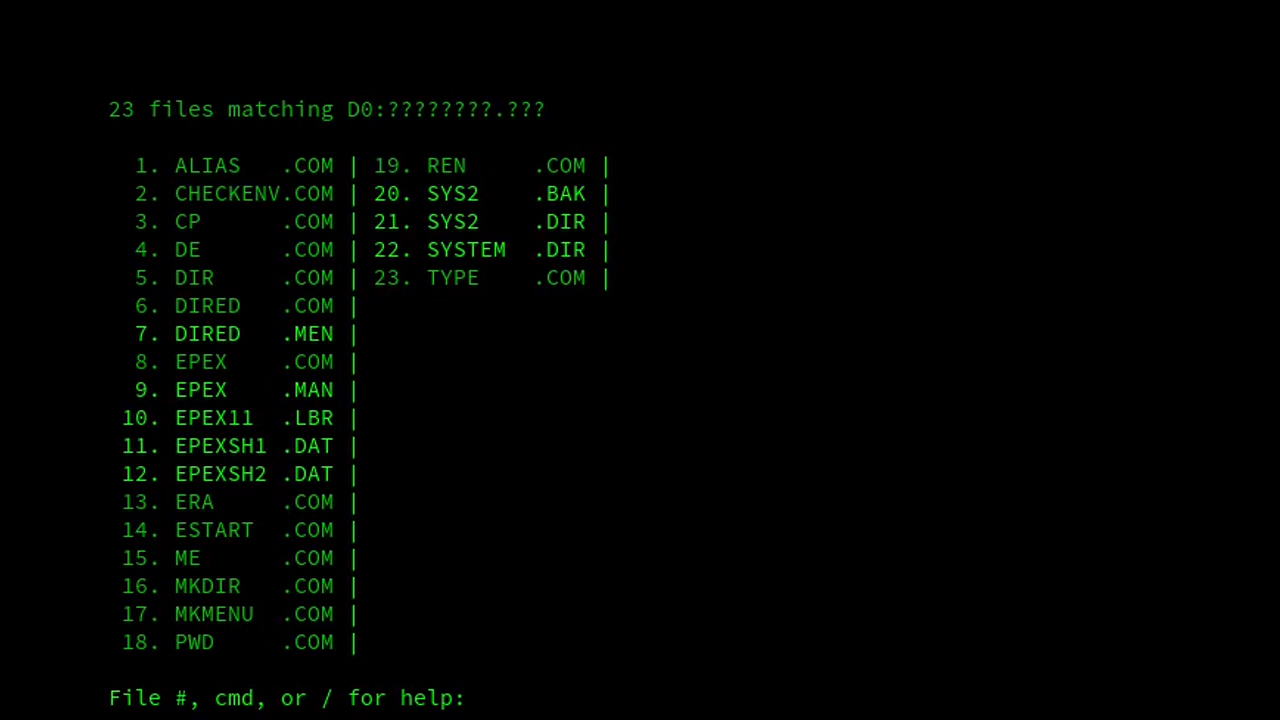 23 files matching D0:????????.???
  1. ALIAS   .COM | 19. REN     .COM |
  2. CHECKENV.COM | 20. SYS2    .BAK |
  3. CP      .COM | 21. SYS2    .DIR |
  4. DE      .COM | 22. SYSTEM  .DIR |
  5. DIR     .COM | 23. TYPE    .COM |
  6. DIRED   .COM |
  7. DIRED   .MEN |
  8. EPEX    .COM |
  9. EPEX    .MAN |
 10. EPEX11  .LBR |
 11. EPEXSH1 .DAT |
 12. EPEXSH2 .DAT |
 13. ERA     .COM |
 14. ESTART  .COM |
 15. ME      .COM |
 16. MKDIR   .COM |
 17. MKMENU  .COM |
 18. PWD     .COM |
File #, cmd, or / for help: